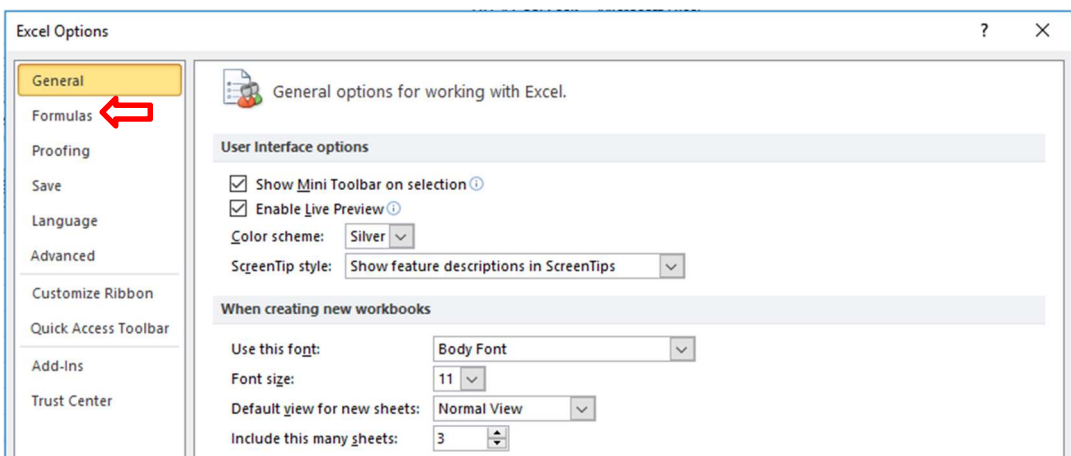 Excel Options
?
General
Formulas
Proofing
Save
Language
Advanced
Customize Ribbon
Quick Access Toolbar
Add-Ins
Trust Center
General options for working with Excel.
User Interface options
Show Mini Toolbar on selection
Enable Live Preview
Color scheme: Silver
ScreenTip style: Show feature descriptions in ScreenTips
When creating new workbooks
Use this font: Body Font
Font size: 11
Default view for new sheets: Normal View
Include this many sheets: 3